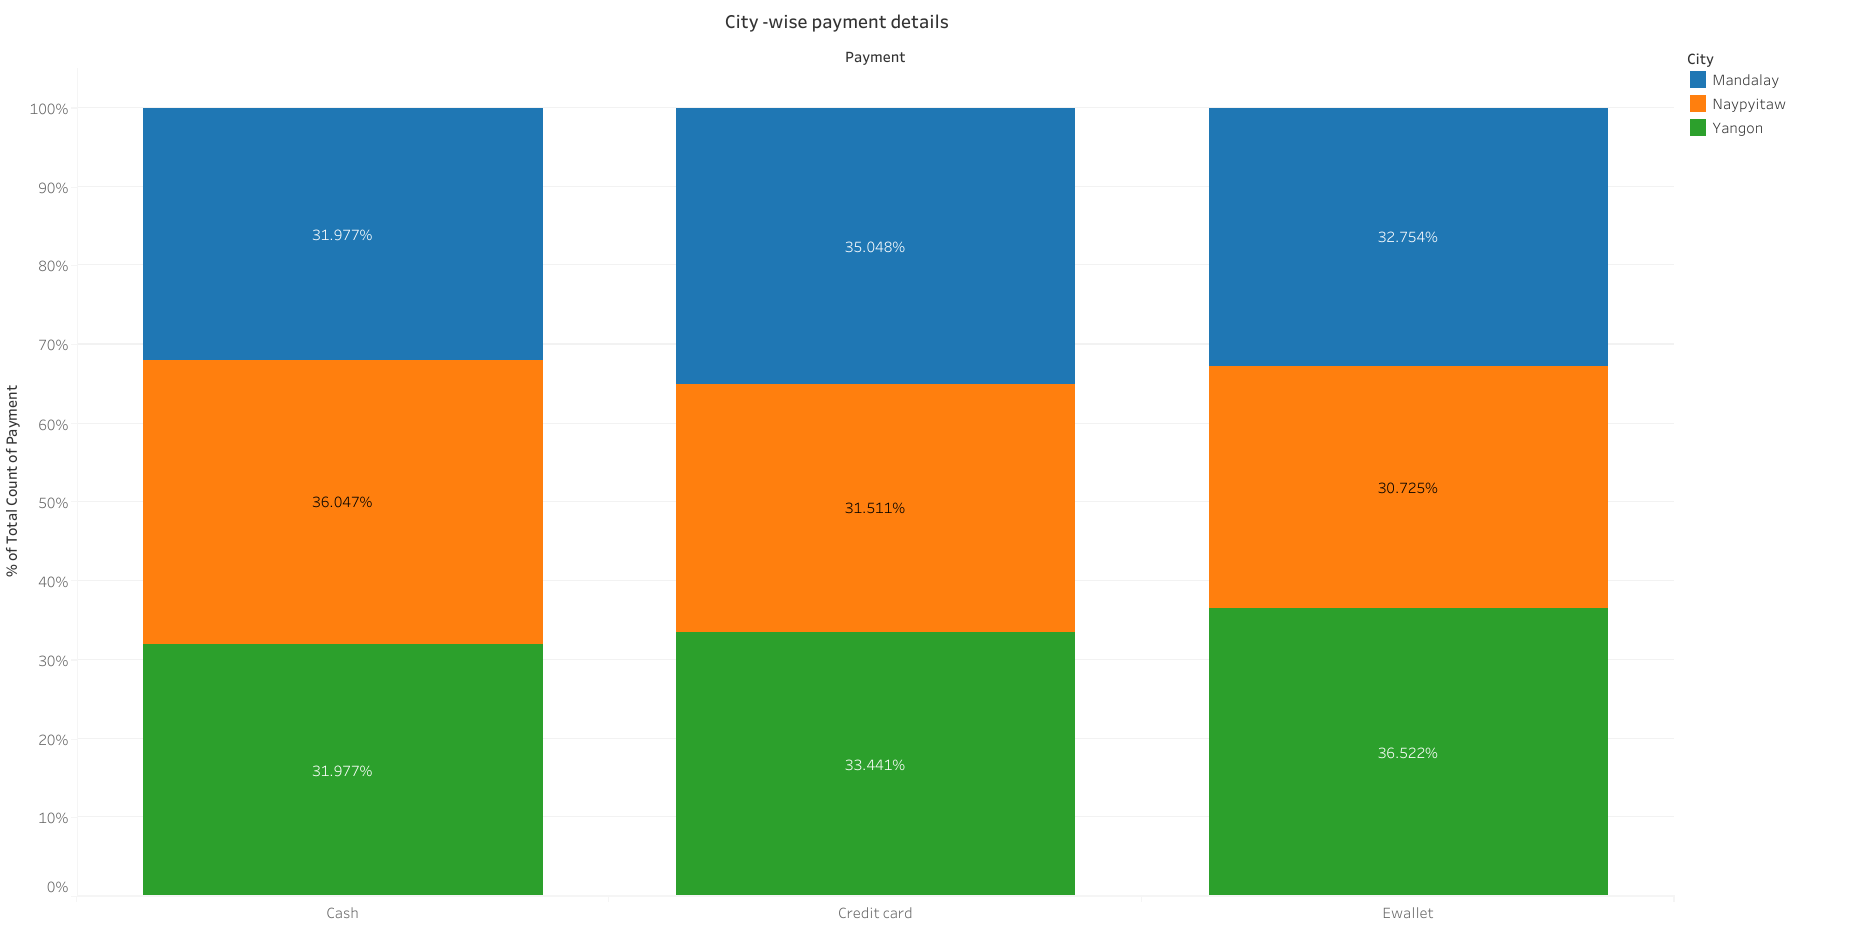 City -wise payment details
Payment
City
Mandalay
Naypyitaw
Yangon
% of Total Count of Payment
100%
90%
80%
70%
60%
50%
40%
30%
20%
10%
0%
31.977%
35.048%
32.754%
36.047%
31.511%
30.725%
31.977%
33.441%
36.522%
Cash
Credit card
Ewallet